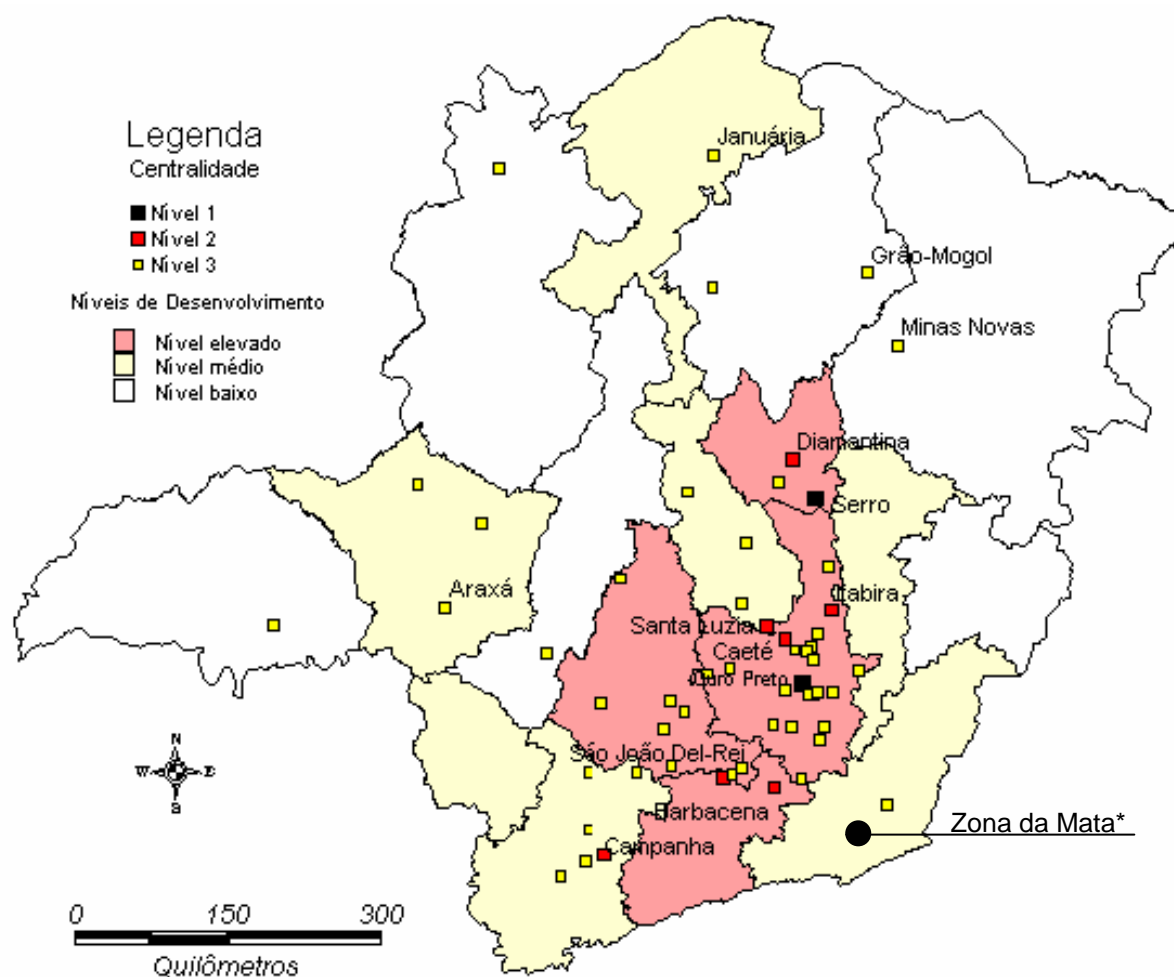 Legenda
Centralidade
Nível 1
Nível 2
Nível 3
Níveis de Desenvolvimento
Nível elevado
Nível médio
Nível baixo
Januária
Grão-Mogol
Minas Novas
Diamantina
Serro
Itabira
Araxá
Santa Luzia
Caeté
Ouro Preto
São João Del-Rei
Barbacena
Campanha
Zona da Mata*
N
W E
S
0 150 300
Quilômetros